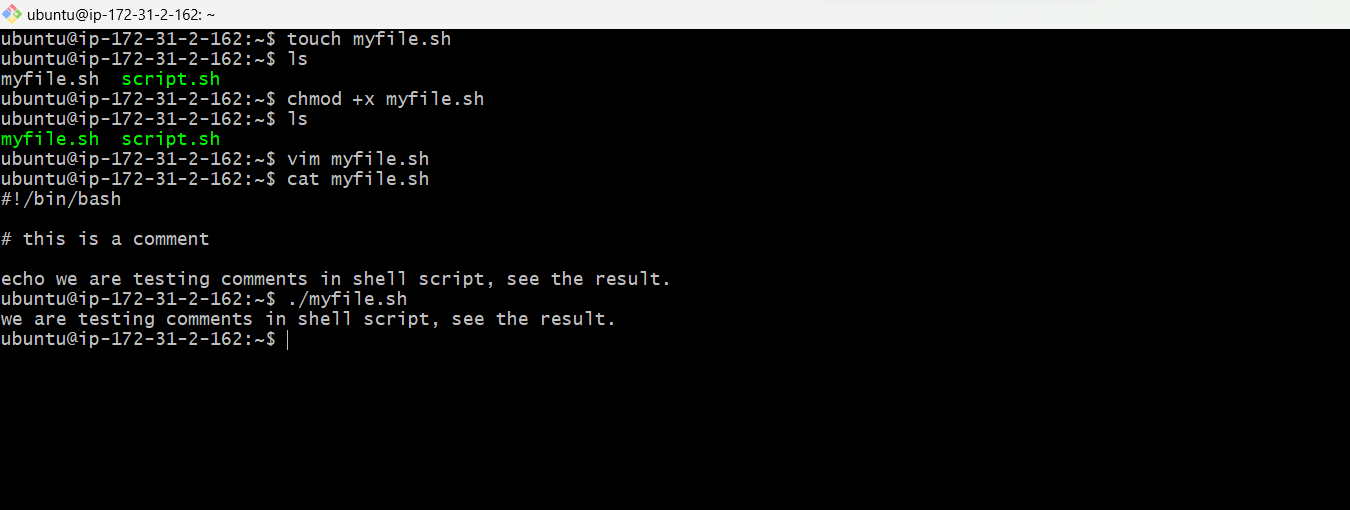 ubuntu@ip-172-31-2-162: ~
ubuntu@ip-172-31-2-162:~$ touch myfile.sh
ubuntu@ip-172-31-2-162:~$ ls
myfile.sh  script.sh
ubuntu@ip-172-31-2-162:~$ chmod +x myfile.sh
ubuntu@ip-172-31-2-162:~$ ls
myfile.sh  script.sh
ubuntu@ip-172-31-2-162:~$ vim myfile.sh
ubuntu@ip-172-31-2-162:~$ cat myfile.sh
#!/bin/bash
# this is a comment
echo we are testing comments in shell script, see the result.
ubuntu@ip-172-31-2-162:~$ ./myfile.sh
we are testing comments in shell script, see the result.
ubuntu@ip-172-31-2-162:~$